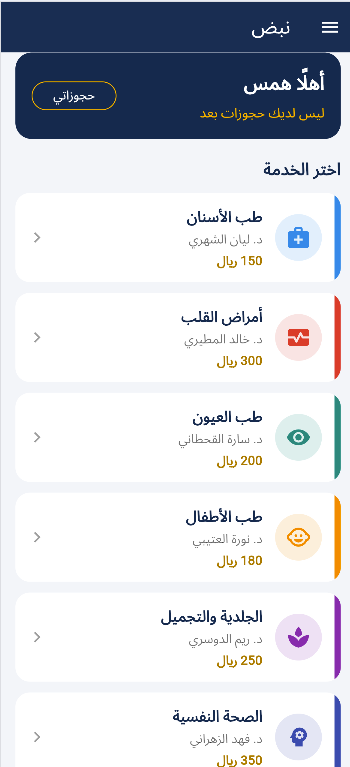 نبض
أهلًا همس
ليس لديك حجوزات بعد
حجوزاتي
اختر الخدمة
طب الأسنان
د. ليان الشهري
150 ريال
أمراض القلب
د. خالد المطيري
300 ريال
طب العيون
د. سارة القحطاني
200 ريال
طب الأطفال
د. نورة العتيبي
180 ريال
الجلدية والتجميل
د. ريم الدوسري
250 ريال
الصحة النفسية
د. فهد الزهراني
350 ريال